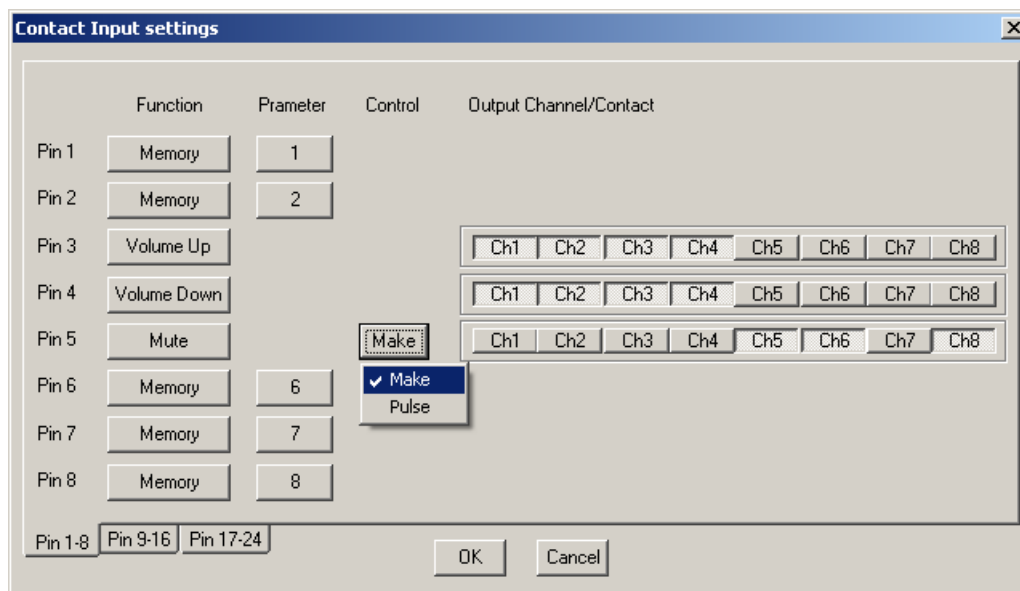 Contact Input settings
Function Prameter Control Output Channel/Contact
Pin 1 Memory 1
Pin 2 Memory 2
Pin 3 Volume Up Ch1 Ch2 Ch3 Ch4 Ch5 Ch6 Ch7 Ch8
Pin 4 Volume Down Ch1 Ch2 Ch3 Ch4 Ch5 Ch6 Ch7 Ch8
Pin 5 Mute Make Ch1 Ch2 Ch3 Ch4 Ch5 Ch6 Ch7 Ch8
Pin 6 Memory 6 Make
Pulse
Pin 7 Memory 7
Pin 8 Memory 8
Pin 1-8 Pin 9-16 Pin 17-24
OK Cancel